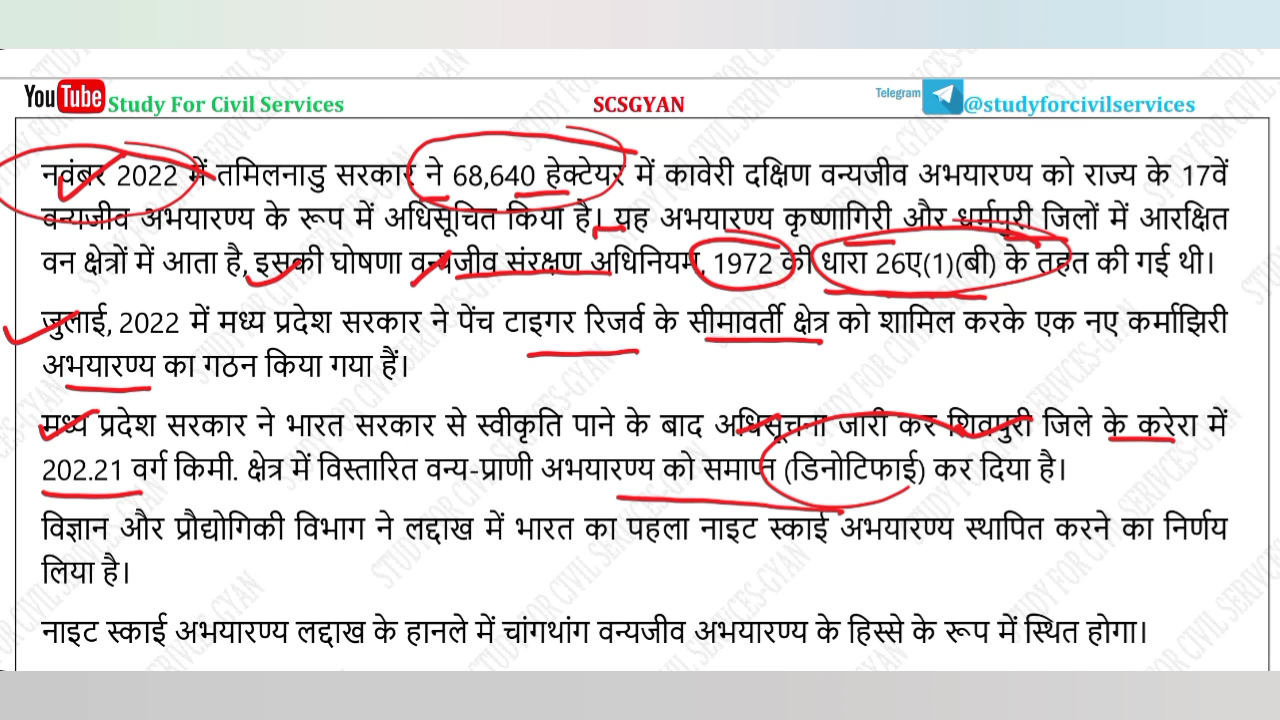 YouTube Study For Civil Services SCSGYAN Telegram @studyforcivilservices
नवंबर 2022 में तमिलनाडु सरकार ने 68,640 हेक्टेयर में कावेरी दक्षिण वन्यजीव अभयारण्य को राज्य के 17वें
वन्यजीव अभयारण्य के रूप में अधिसूचित किया है। यह अभयारण्य कृष्णागिरी और धर्मपुरी जिलों में आरक्षित
वन क्षेत्रों में आता है, इसकी घोषणा वन्यजीव संरक्षण अधिनियम, 1972 की धारा 26ए(1)(बी) के तहत की गई थी।
जुलाई, 2022 में मध्य प्रदेश सरकार ने पेंच टाइगर रिजर्व के सीमावर्ती क्षेत्र को शामिल करके एक नए कर्माझिरी
अभयारण्य का गठन किया गया हैं।
मध्य प्रदेश सरकार ने भारत सरकार से स्वीकृति पाने के बाद अधिसूचना जारी कर शिवपुरी जिले के करेरा में
202.21 वर्ग किमी. क्षेत्र में विस्तारित वन्य-प्राणी अभयारण्य को समाप्त (डिनोटिफाई) कर दिया है।
विज्ञान और प्रौद्योगिकी विभाग ने लद्दाख में भारत का पहला नाइट स्काई अभयारण्य स्थापित करने का निर्णय
लिया है।
नाइट स्काई अभयारण्य लद्दाख के हानले में चांगथांग वन्यजीव अभयारण्य के हिस्से के रूप में स्थित होगा।